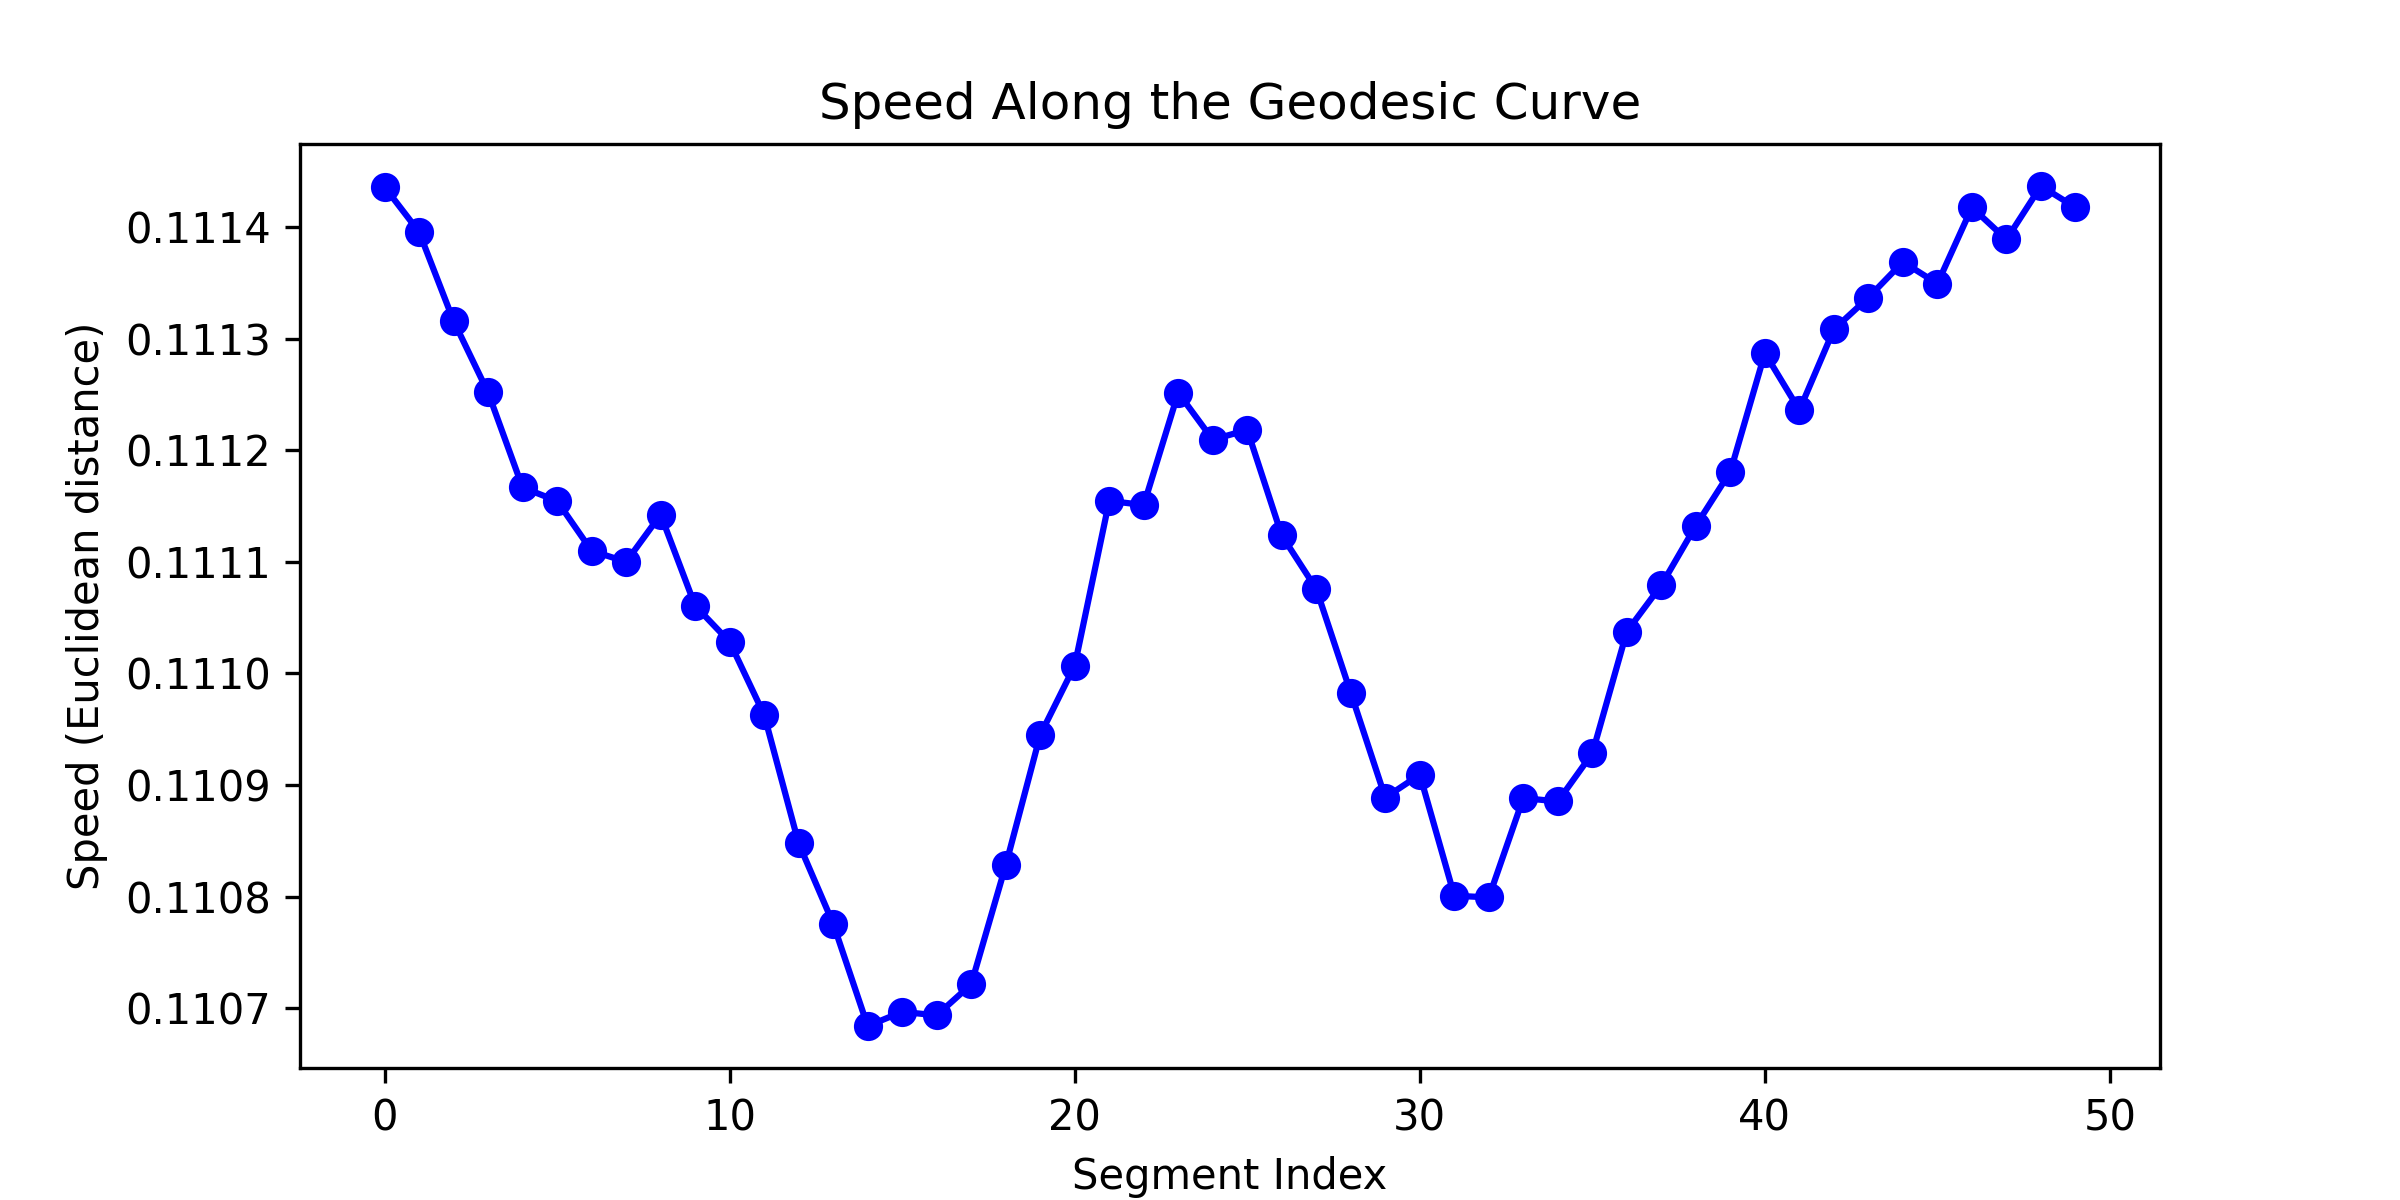 Speed Along the Geodesic Curve
Speed (Euclidean distance)
0.1114
0.1113
0.1112
0.1111
0.1110
0.1109
0.1108
0.1107
0 10 20 30 40 50
Segment Index